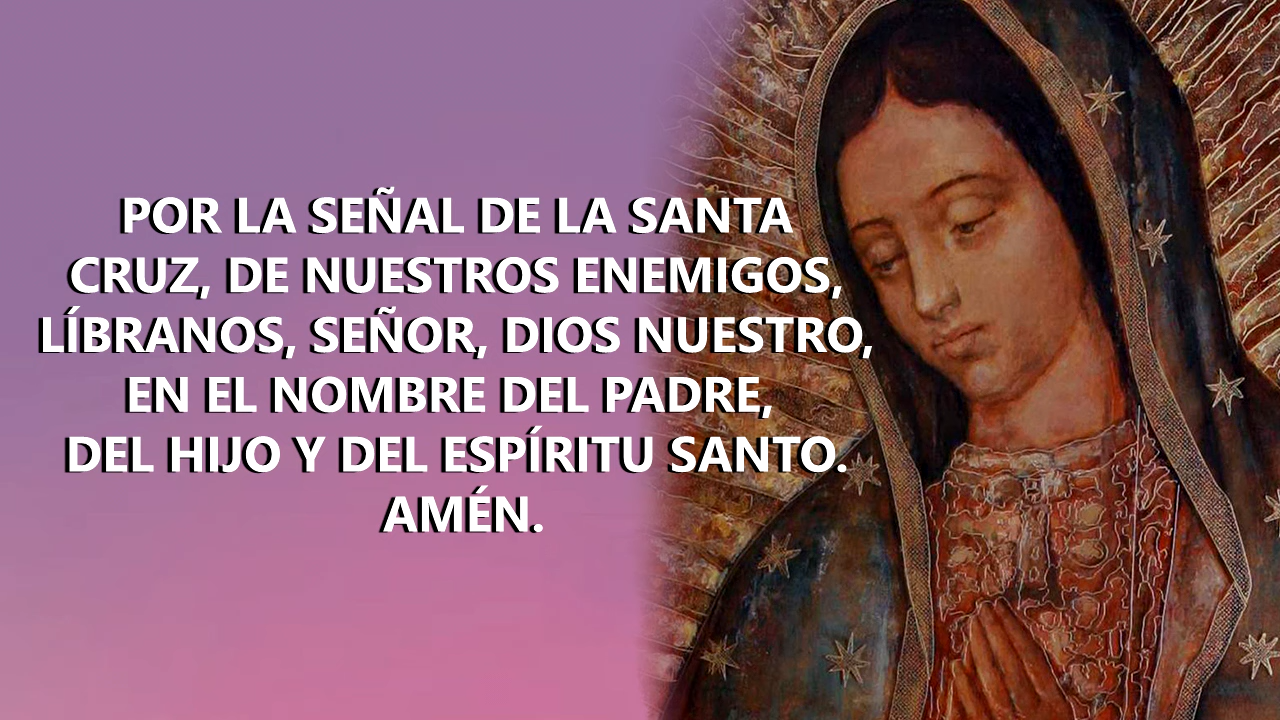 POR LA SEÑAL DE LA SANTA
CRUZ, DE NUESTROS ENEMIGOS,
LÍBRANOS, SEÑOR, DIOS NUESTRO,
EN EL NOMBRE DEL PADRE,
DEL HIJO Y DEL ESPÍRITU SANTO.
AMÉN.